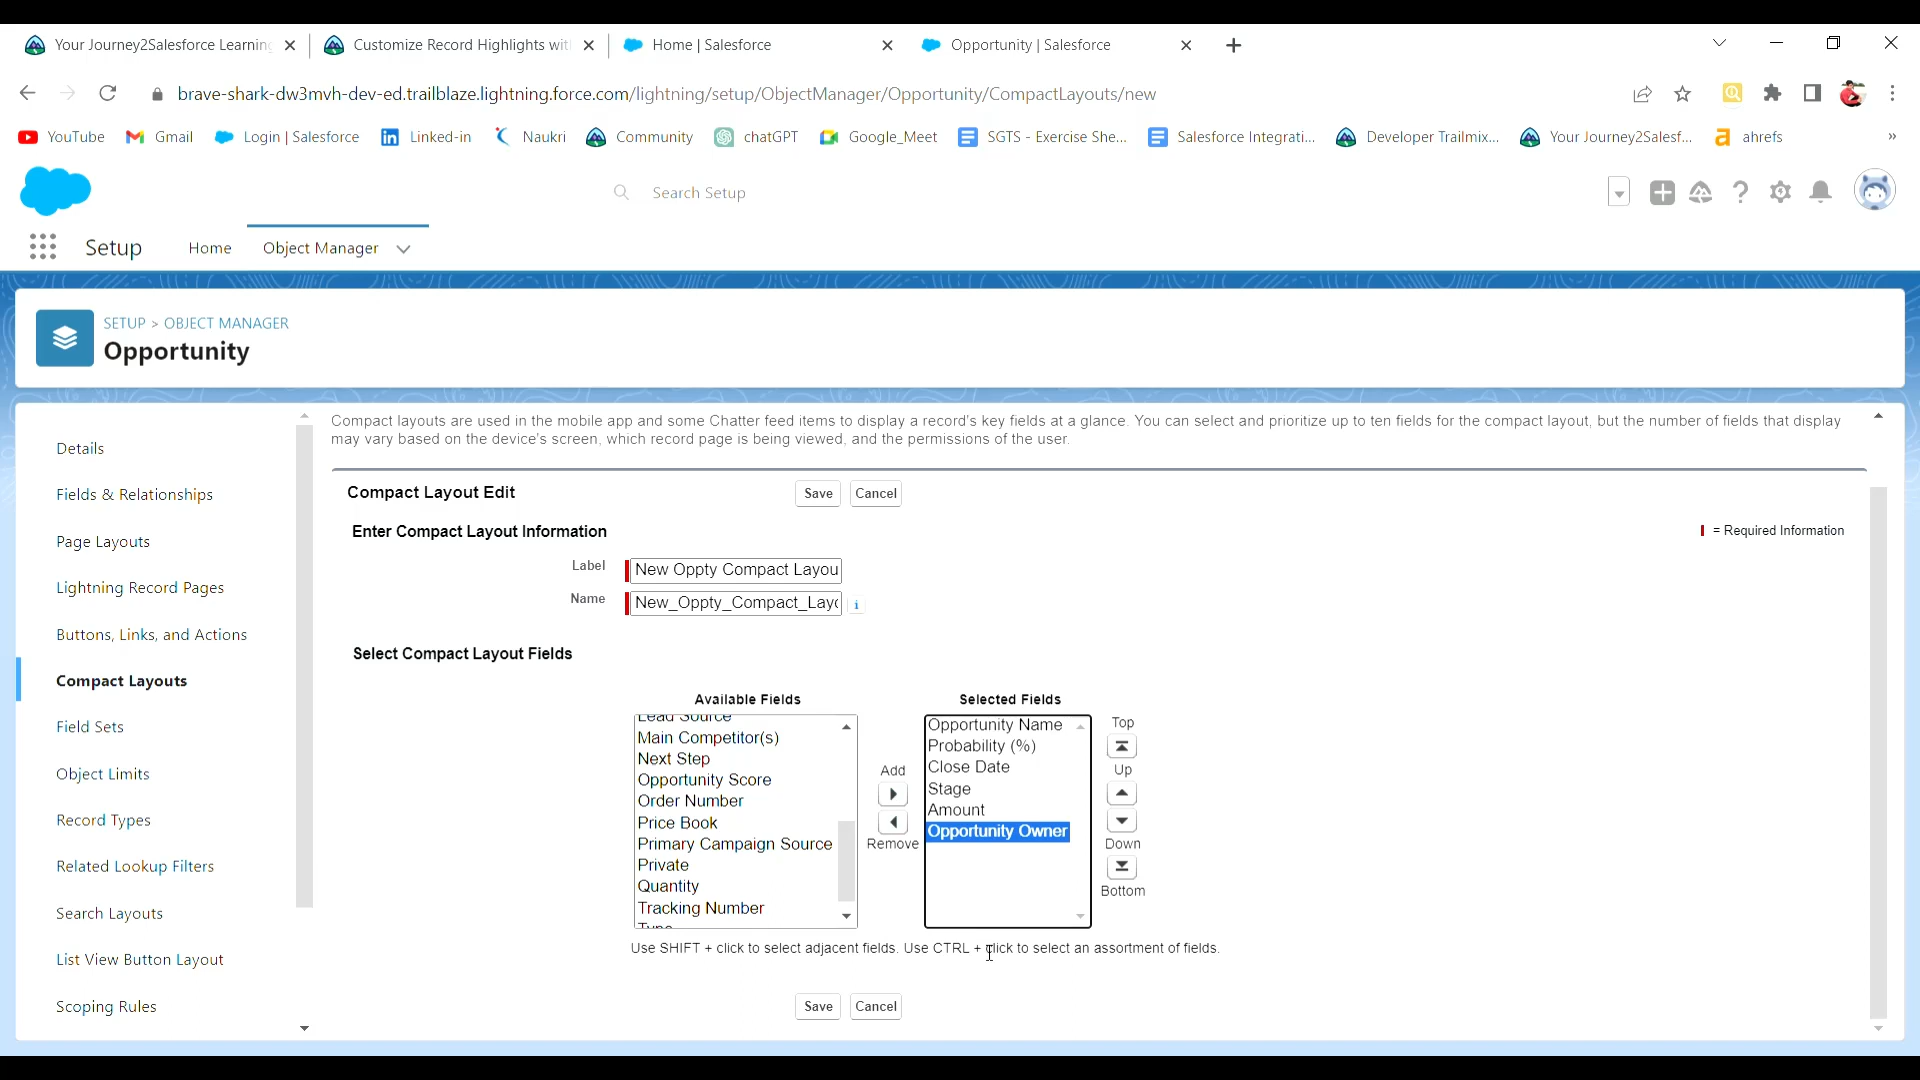 Your Journey2Salesforce Learning
Customize Record Highlights wit
Home | Salesforce
Opportunity | Salesforce
brave-shark-dw3mvh-dev-ed.trailblaze.lightning.force.com/lightning/setup/ObjectManager/Opportunity/CompactLayouts/new
YouTube
Gmail
Login | Salesforce
Linked-in
Naukri
Community
chatGPT
Google_Meet
SGTS - Exercise She...
Salesforce Integrati...
Developer Trailmix...
Your Journey2Salesf...
ahrefs
»
Search Setup
Setup
Home
Object Manager
SETUP > OBJECT MANAGER
Opportunity
Details
Fields & Relationships
Page Layouts
Lightning Record Pages
Buttons, Links, and Actions
Compact Layouts
Field Sets
Object Limits
Record Types
Related Lookup Filters
Search Layouts
List View Button Layout
Scoping Rules
Compact layouts are used in the mobile app and some Chatter feed items to display a record's key fields at a glance. You can select and prioritize up to ten fields for the compact layout, but the number of fields that display
may vary based on the device's screen, which record page is being viewed, and the permissions of the user.
Compact Layout Edit
Save
Cancel
Enter Compact Layout Information
= Required Information
Label
New Oppty Compact Layou
Name
New_Oppty_Compact_Layo
i
Select Compact Layout Fields
Available Fields
Lead Source
Main Competitor(s)
Next Step
Opportunity Score
Order Number
Price Book
Primary Campaign Source
Private
Quantity
Tracking Number
Type
Add
Remove
Selected Fields
Opportunity Name
Probability (%)
Close Date
Stage
Amount
Opportunity Owner
Top
Up
Down
Bottom
Use SHIFT + click to select adjacent fields. Use CTRL + click to select an assortment of fields.
Save
Cancel